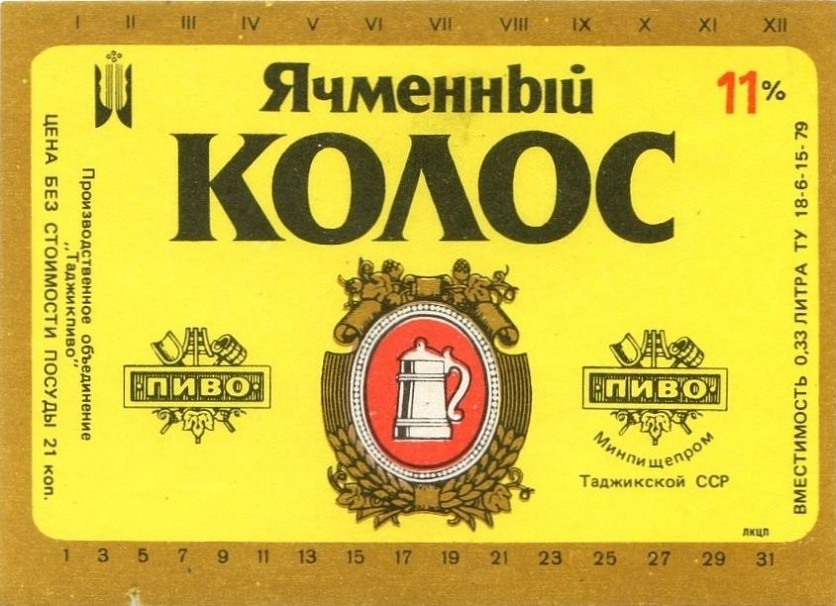 I II III IV V VI VII VIII IX X XI XII
Ячменный
КОЛОС
11%
ЦЕНА БЕЗ СТОИМОСТИ ПОСУДЫ 21 коп.
Производственное объединение
„Таджикпиво"
ПИВО
ПИВО
Минпищепром
Таджикской ССР
ВМЕСТИМОСТЬ 0,33 ЛИТРА ТУ 18-6-15-79
ЛКЦП
1 3 5 7 9 11 13 15 17 19 21 23 25 27 29 31